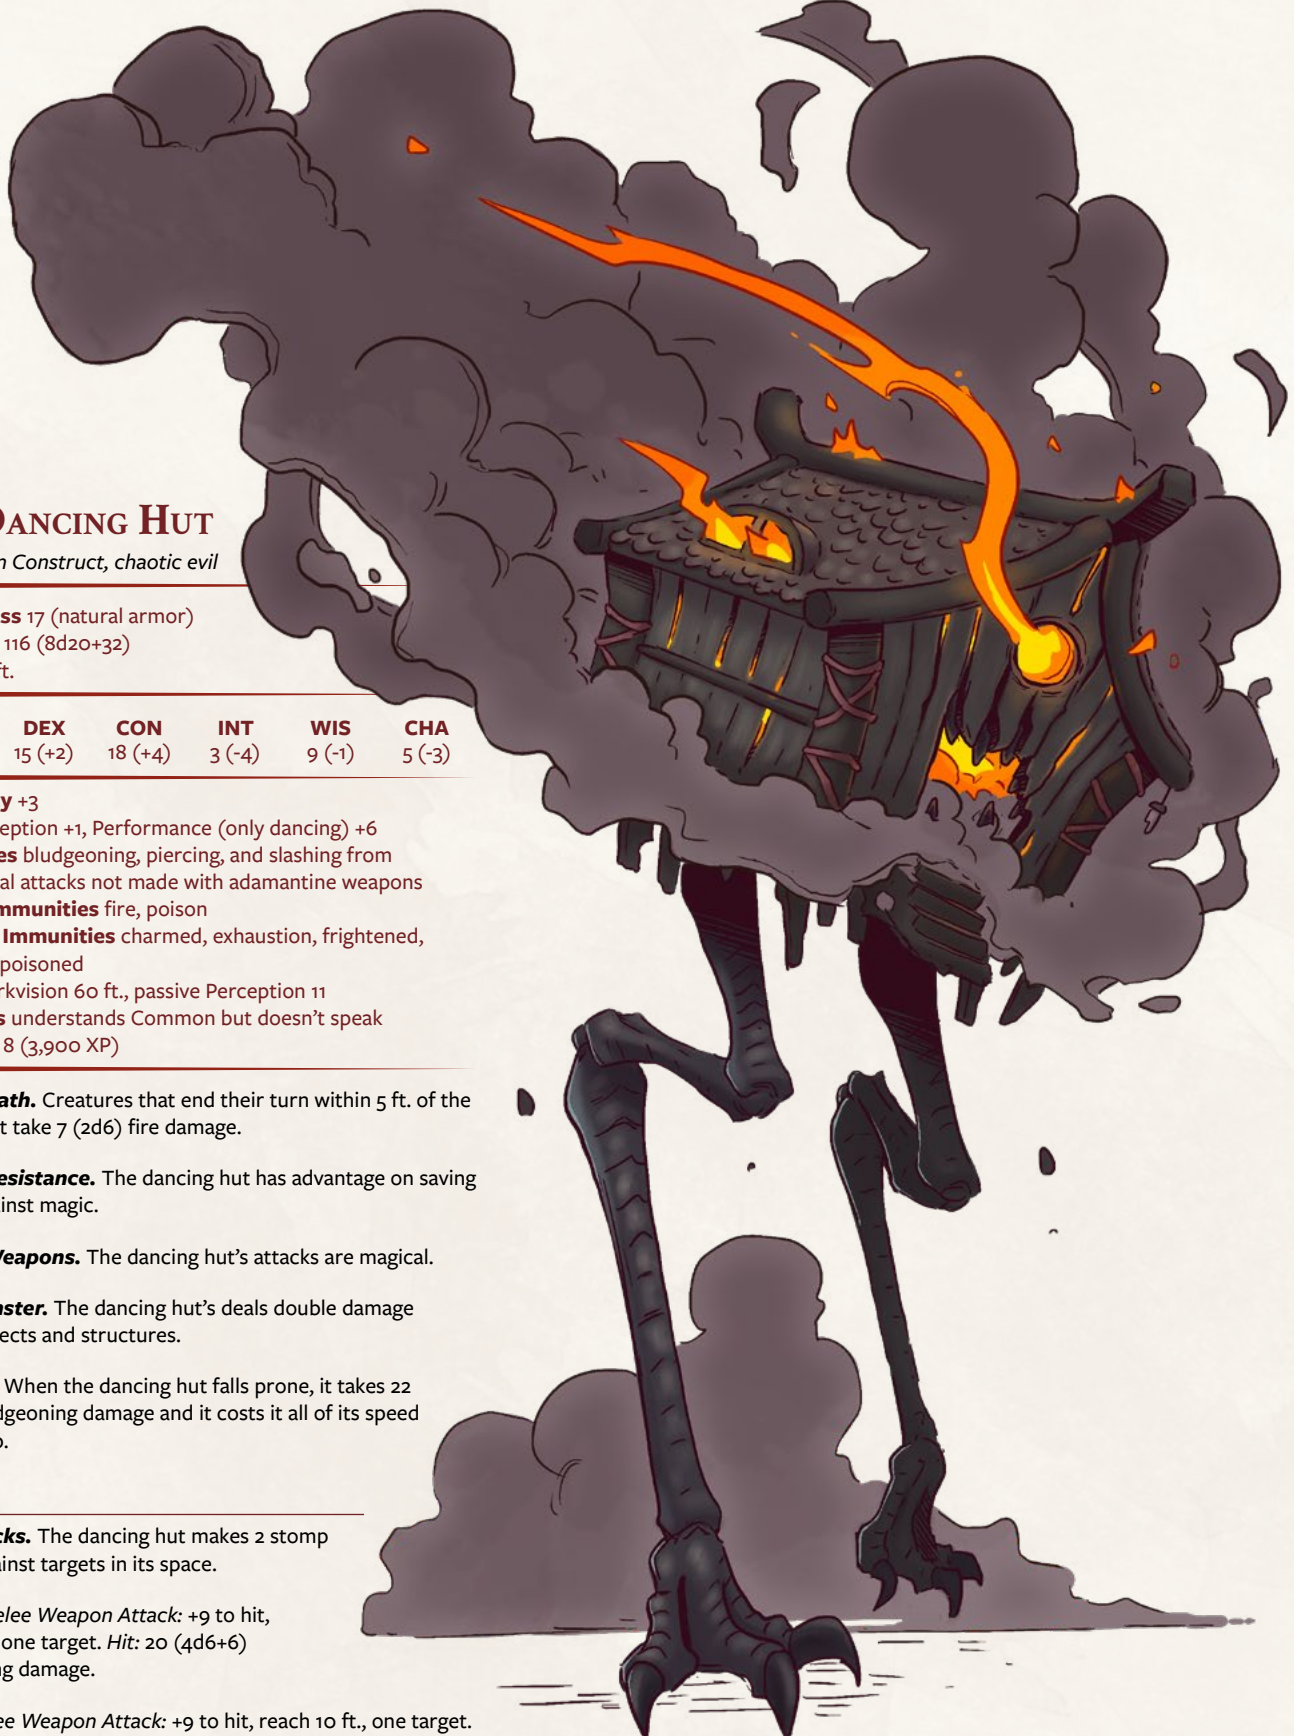 DANCING HUT
n Construct, chaotic evil
ss 17 (natural armor)
116 (8d20+32)
ft.
DEX CON INT WIS CHA
15 (+2) 18 (+4) 3 (-4) 9 (-1) 5 (-3)
y +3
eption +1, Performance (only dancing) +6
es bludgeoning, piercing, and slashing from
al attacks not made with adamantine weapons
mmunities fire, poison
Immunities charmed, exhaustion, frightened,
poisoned
rkvision 60 ft., passive Perception 11
s understands Common but doesn't speak
8 (3,900 XP)
ath. Creatures that end their turn within 5 ft. of the
t take 7 (2d6) fire damage.
esistance. The dancing hut has advantage on saving
inst magic.
Weapons. The dancing hut's attacks are magical.
nster. The dancing hut's deals double damage
ects and structures.
When the dancing hut falls prone, it takes 22
dgeoning damage and it costs it all of its speed
p.
cks. The dancing hut makes 2 stomp
inst targets in its space.
elee Weapon Attack: +9 to hit,
one target. Hit: 20 (4d6+6)
ng damage.
ee Weapon Attack: +9 to hit, reach 10 ft., one target.